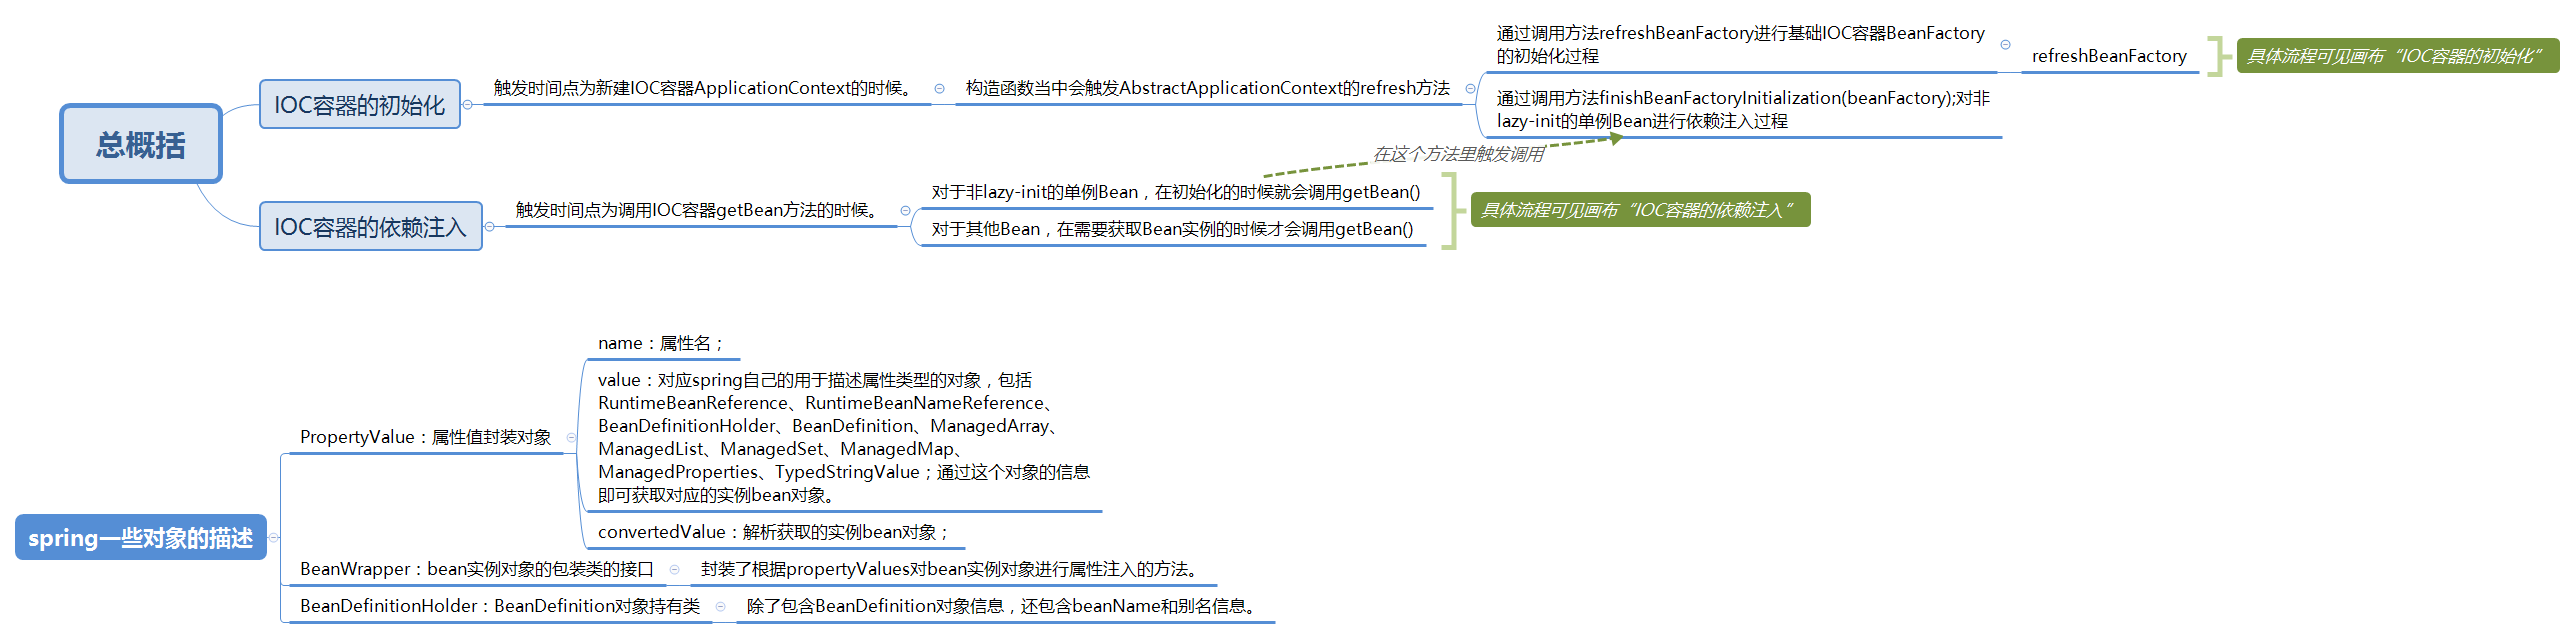 总概括
IOC容器的初始化
触发时间点为新建IOC容器ApplicationContext的时候。
构造函数当中会触发AbstractApplicationContext的refresh方法
通过调用方法refreshBeanFactory进行基础IOC容器BeanFactory
的初始化过程
refreshBeanFactory
具体流程可见画布“IOC容器的初始化”
通过调用方法finishBeanFactoryInitialization(beanFactory);对非
lazy-init的单例Bean进行依赖注入过程
在这个方法里触发调用
IOC容器的依赖注入
触发时间点为调用IOC容器getBean方法的时候。
对于非lazy-init的单例Bean，在初始化的时候就会调用getBean()
对于其他Bean，在需要获取Bean实例的时候才会调用getBean()
具体流程可见画布“IOC容器的依赖注入”
spring一些对象的描述
PropertyValue：属性值封装对象
name：属性名；
value：对应spring自己的用于描述属性类型的对象，包括
RuntimeBeanReference、RuntimeBeanNameReference、
BeanDefinitionHolder、BeanDefinition、ManagedArray、
ManagedList、ManagedSet、ManagedMap、
ManagedProperties、TypedStringValue；通过这个对象的信息
即可获取对应的实例bean对象。
convertedValue：解析获取的实例bean对象；
BeanWrapper：bean实例对象的包装类的接口
封装了根据propertyValues对bean实例对象进行属性注入的方法。
BeanDefinitionHolder：BeanDefinition对象持有类
除了包含BeanDefinition对象信息，还包含beanName和别名信息。